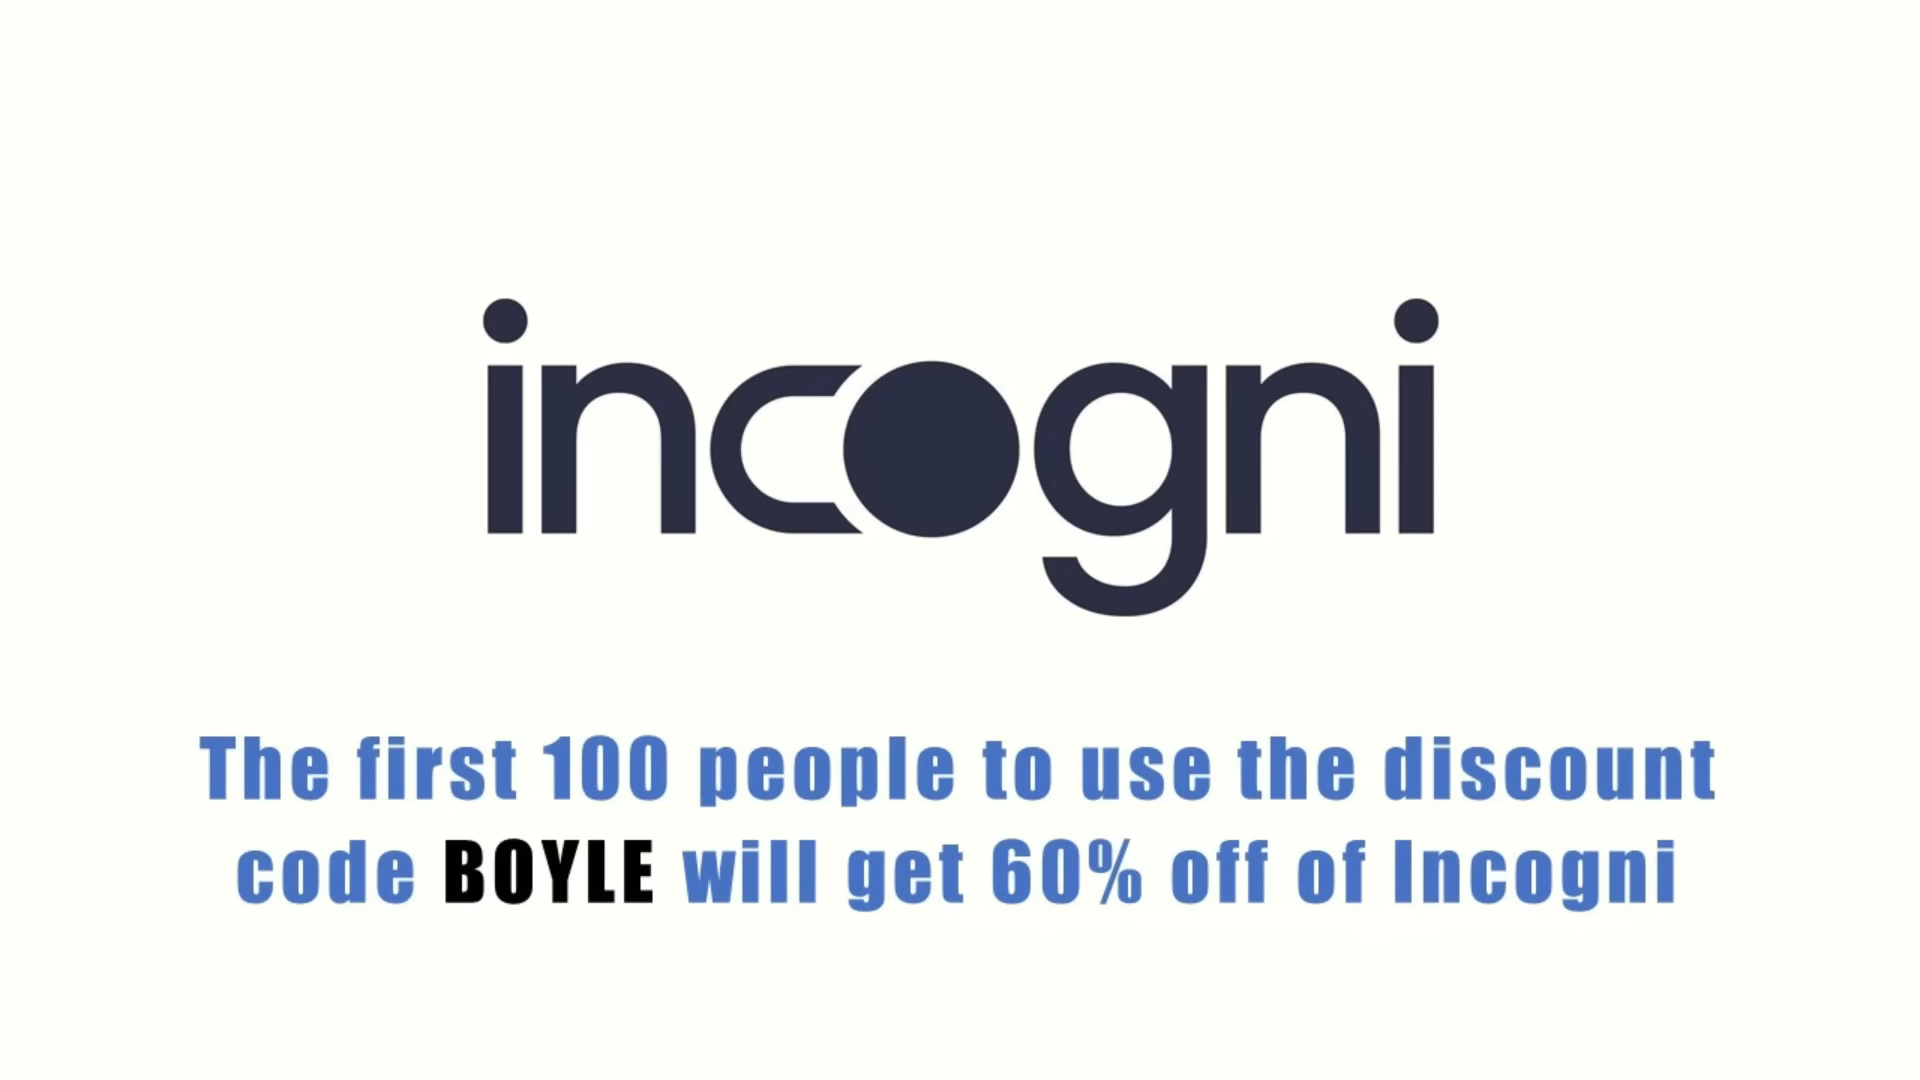 incogni
The first 100 people to use the discount
code BOYLE will get 60% off of Incogni